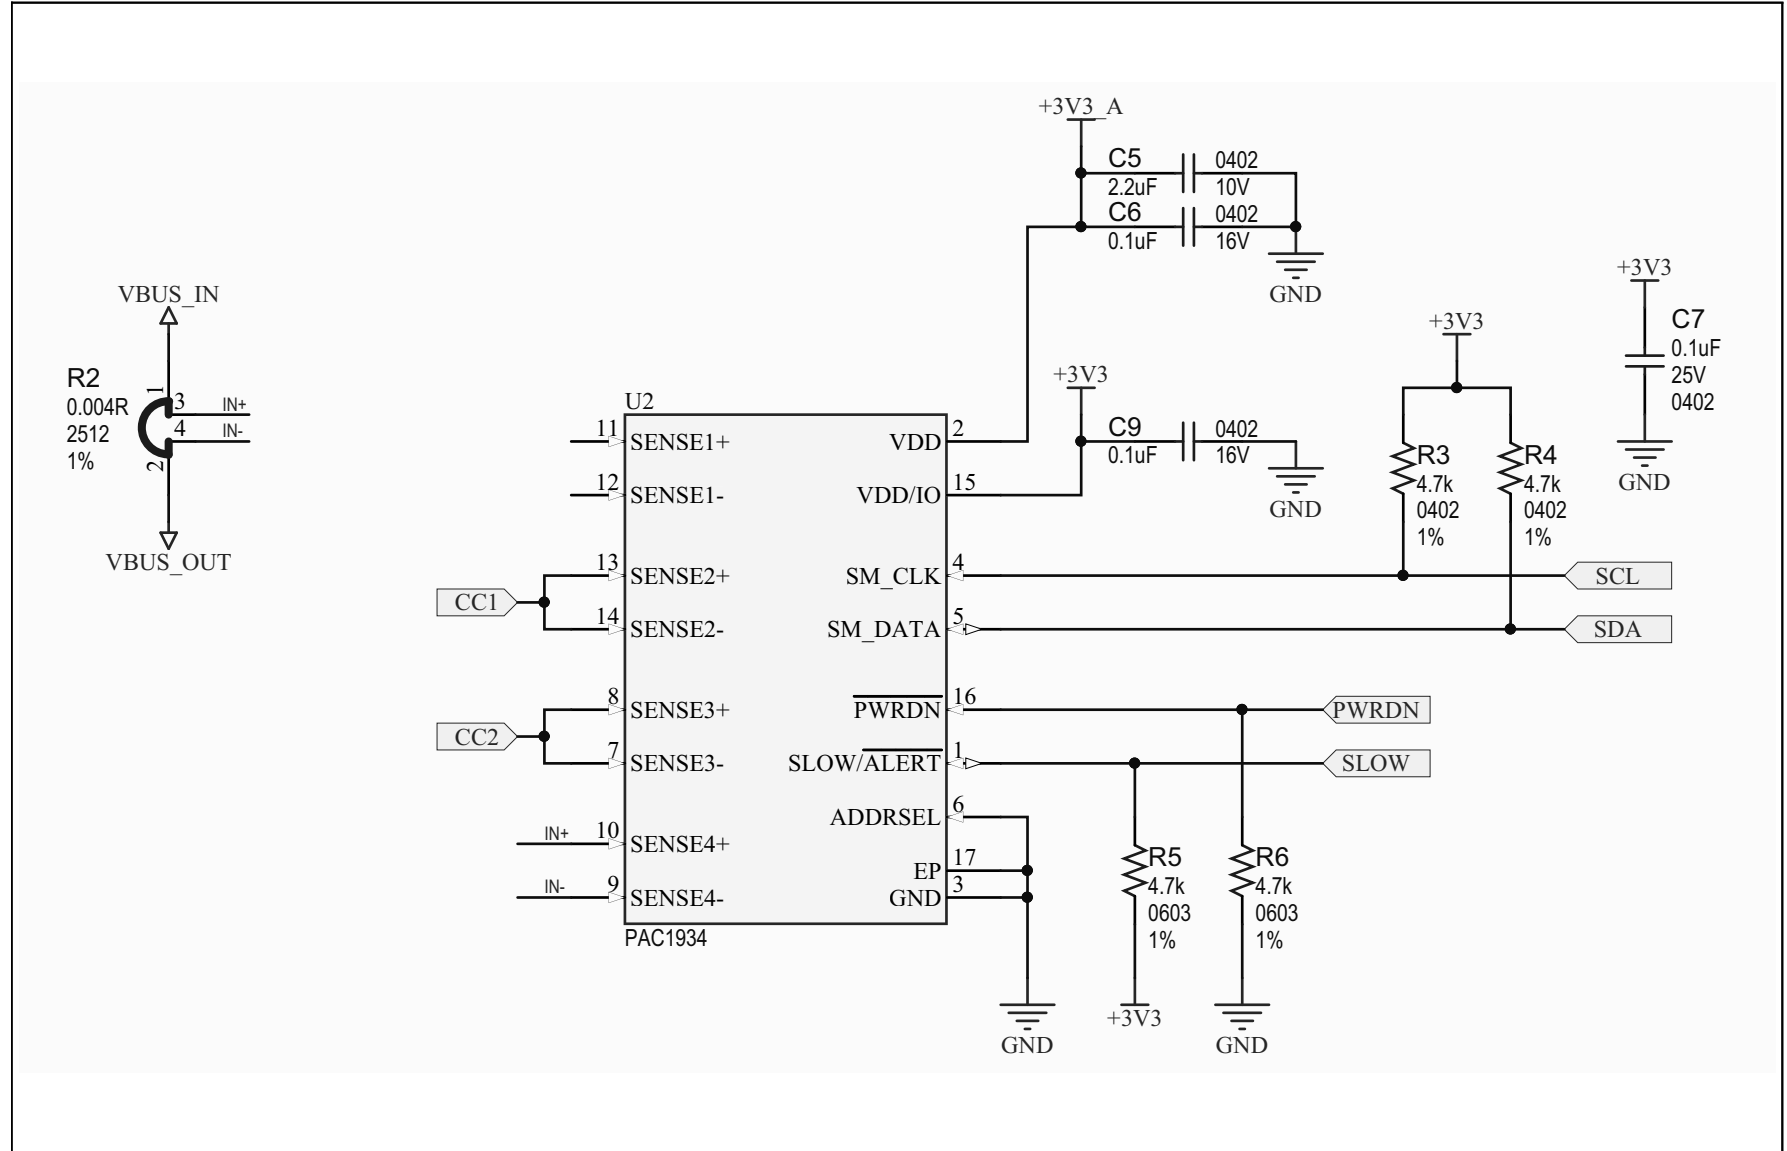 +3V3_A
C5
2.2uF
0402
10V
C6
0.1uF
0402
16V
GND
VBUS_IN
R2
0.004R
2512
1%
1
3
IN+
4
IN-
2
VBUS_OUT
+3V3
C7
0.1uF
25V
0402
GND
+3V3
R3
4.7k
0402
1%
R4
4.7k
0402
1%
+3V3
C9
0.1uF
0402
16V
GND
U2
11 SENSE1+
12 SENSE1-
CC1
13 SENSE2+
14 SENSE2-
CC2
8 SENSE3+
7 SENSE3-
IN+ 10 SENSE4+
IN- 9 SENSE4-
VDD 2
VDD/IO 15
SM_CLK 4 SCL
SM_DATA 5 SDA
PWRDN 16 PWRDN
SLOW/ALERT 1 SLOW
ADDRSEL 6
EP 17
GND 3
PAC1934
R5
4.7k
0603
1%
R6
4.7k
0603
1%
GND
+3V3
GND